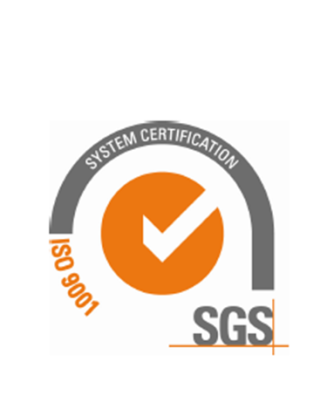 SYSTEM CERTIFICATION
ISO 9001
SGS